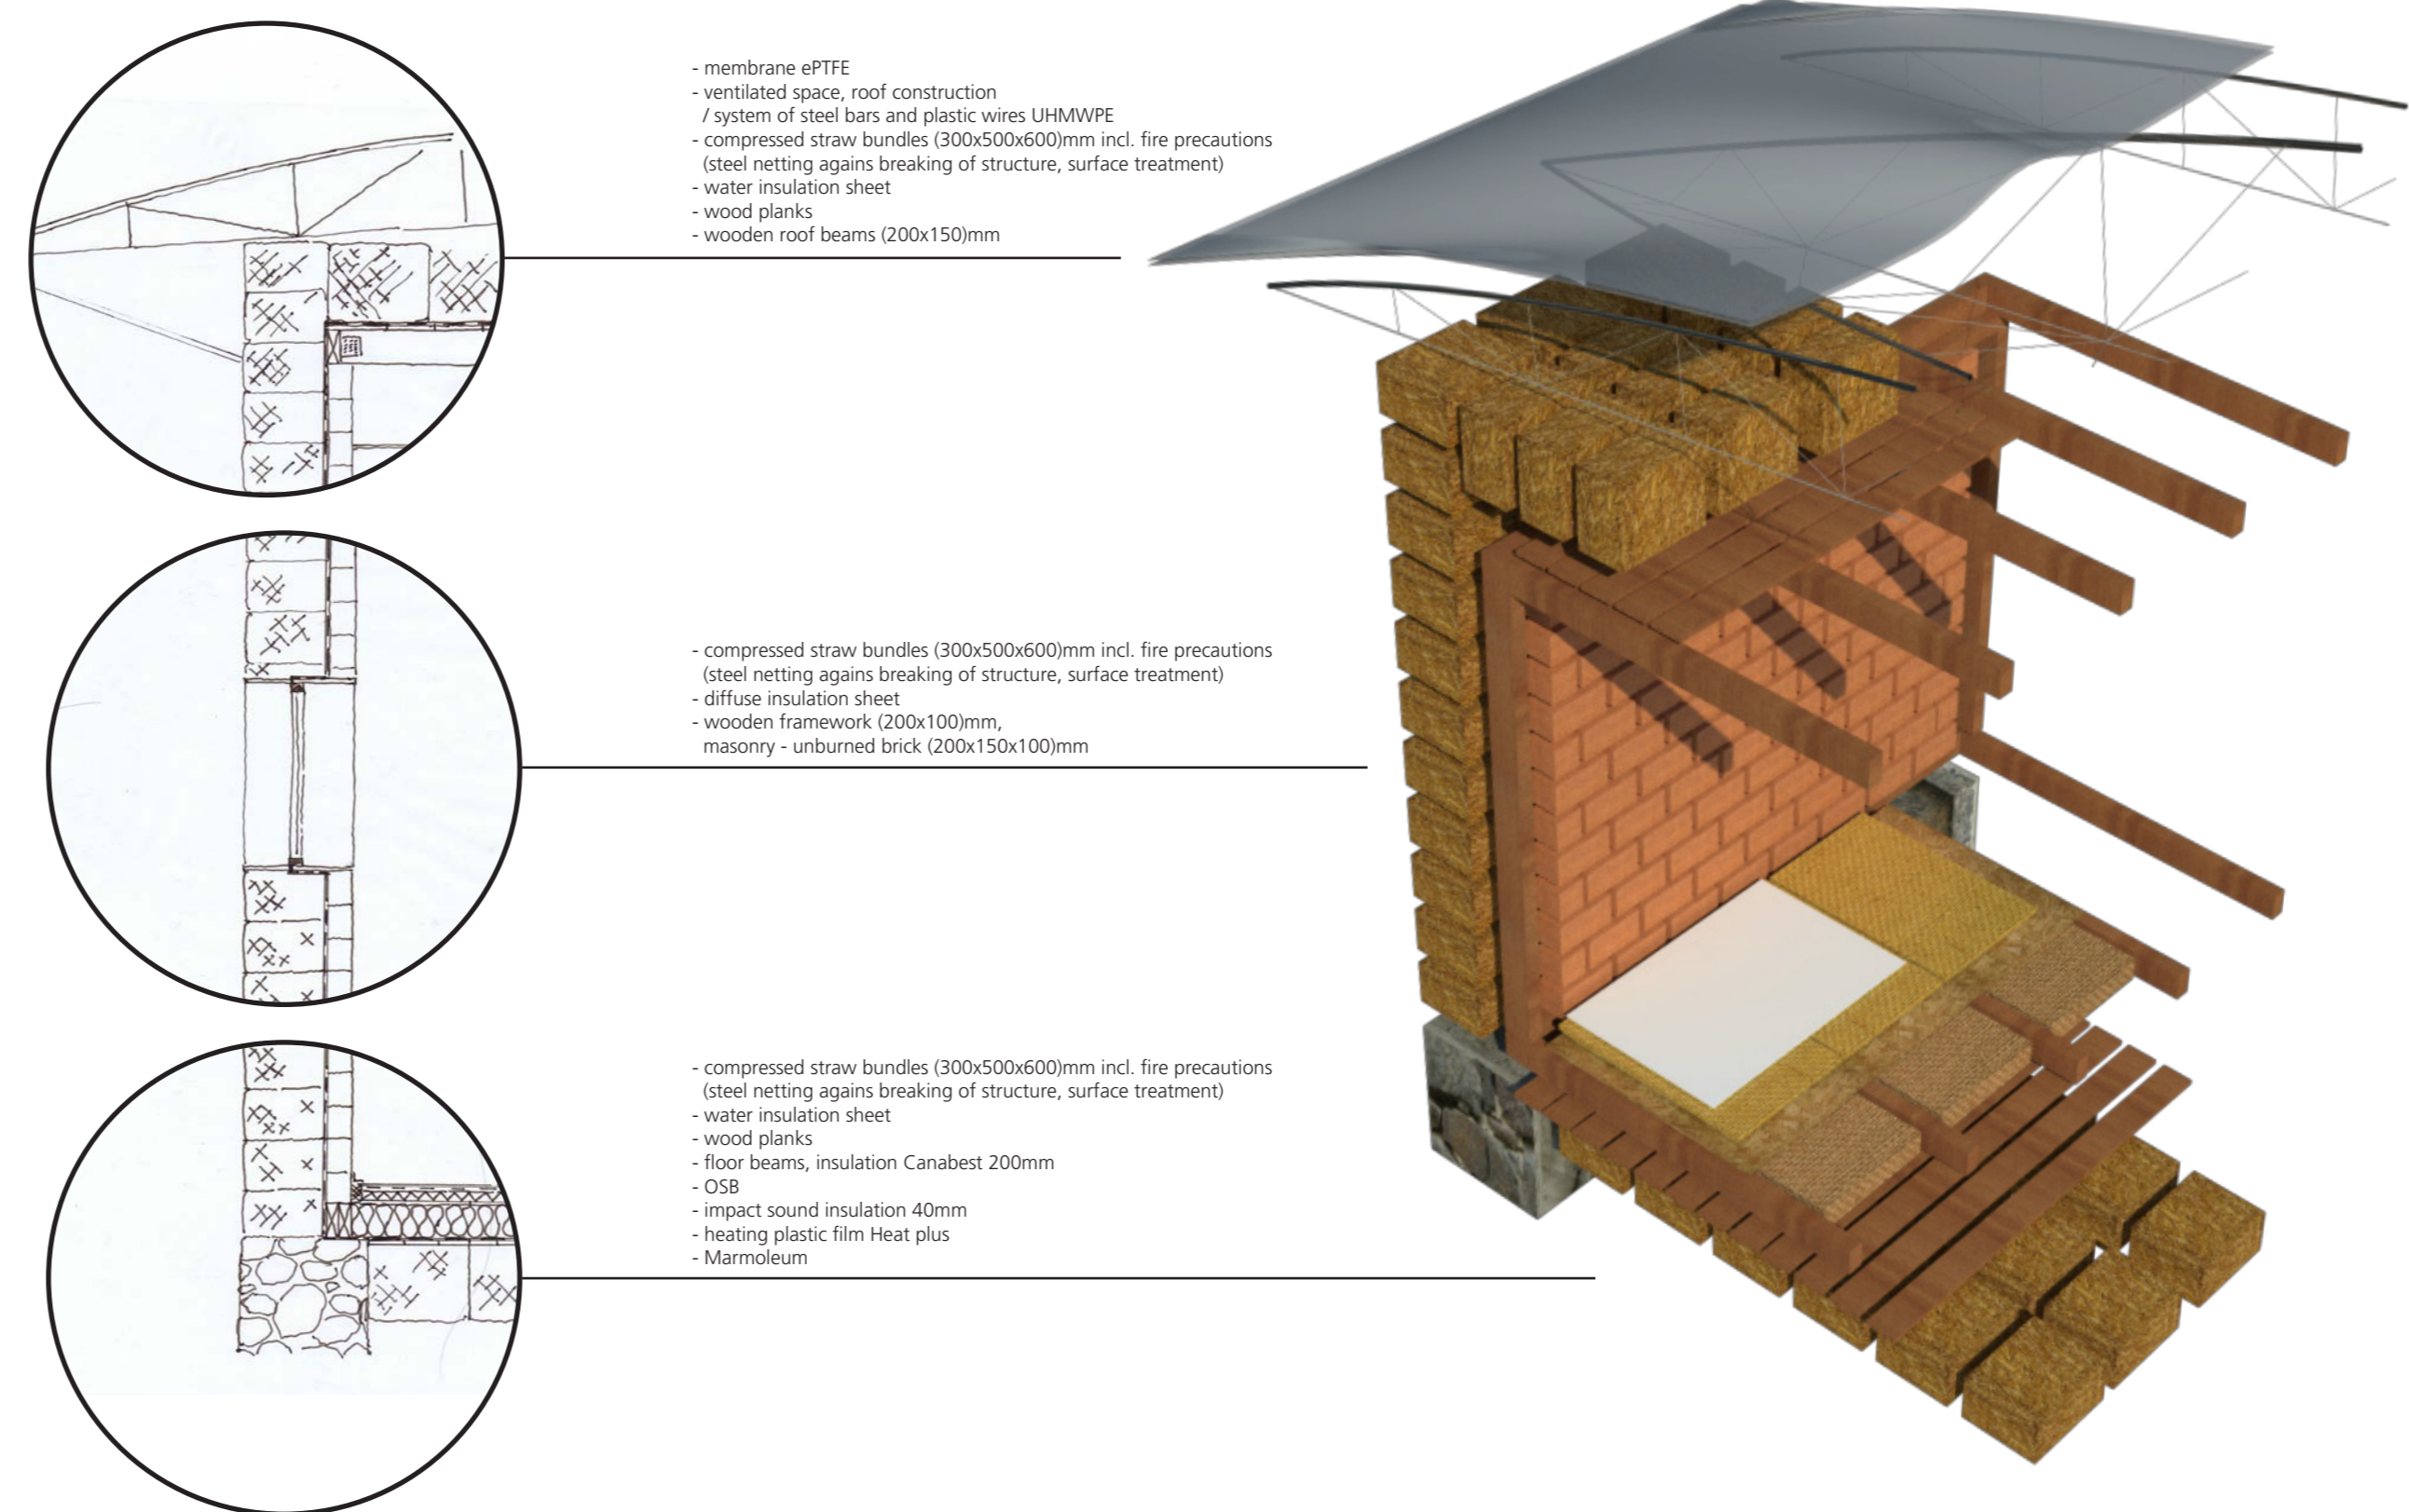 - membrane ePTFE
- ventilated space, roof construction
/ system of steel bars and plastic wires UHMWPE
- compressed straw bundles (300x500x600)mm incl. fire precautions
(steel netting agains breaking of structure, surface treatment)
- water insulation sheet
- wood planks
- wooden roof beams (200x150)mm
- compressed straw bundles (300x500x600)mm incl. fire precautions
(steel netting agains breaking of structure, surface treatment)
- diffuse insulation sheet
- wooden framework (200x100)mm,
masonry - unburned brick (200x150x100)mm
- compressed straw bundles (300x500x600)mm incl. fire precautions
(steel netting agains breaking of structure, surface treatment)
- water insulation sheet
- wood planks
- floor beams, insulation Canabest 200mm
- OSB
- impact sound insulation 40mm
- heating plastic film Heat plus
- Marmoleum